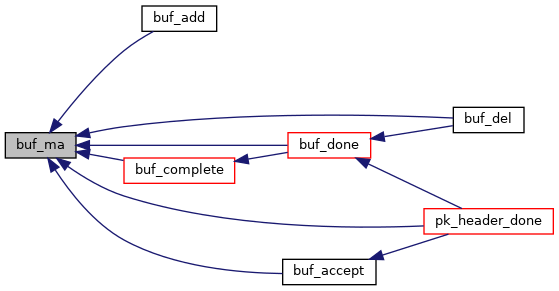 buf_add
buf_del
buf_ma
buf_done
buf_complete
pk_header_done
buf_accept